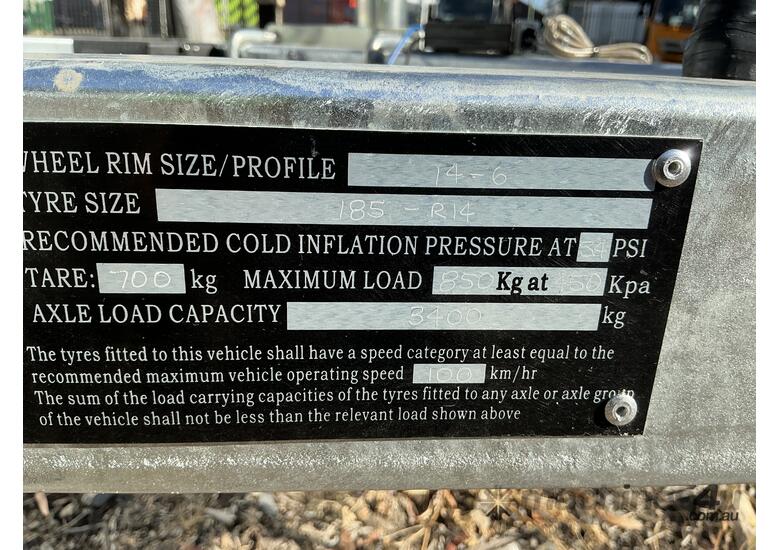 WHEEL RIM SIZE/PROFILE 14-6
TYRE SIZE 185-R14
RECOMMENDED COLD INFLATION PRESSURE AT PSI
TARE: 700 kg MAXIMUM LOAD 850 Kg at Kpa
AXLE LOAD CAPACITY 3400 kg
The tyres fitted to this vehicle shall have a speed category at least equal to the
recommended maximum vehicle operating speed 100 km/hr
The sum of the load carrying capacities of the tyres fitted to any axle or axle group
of the vehicle shall not be less than the relevant load shown above
.com.au